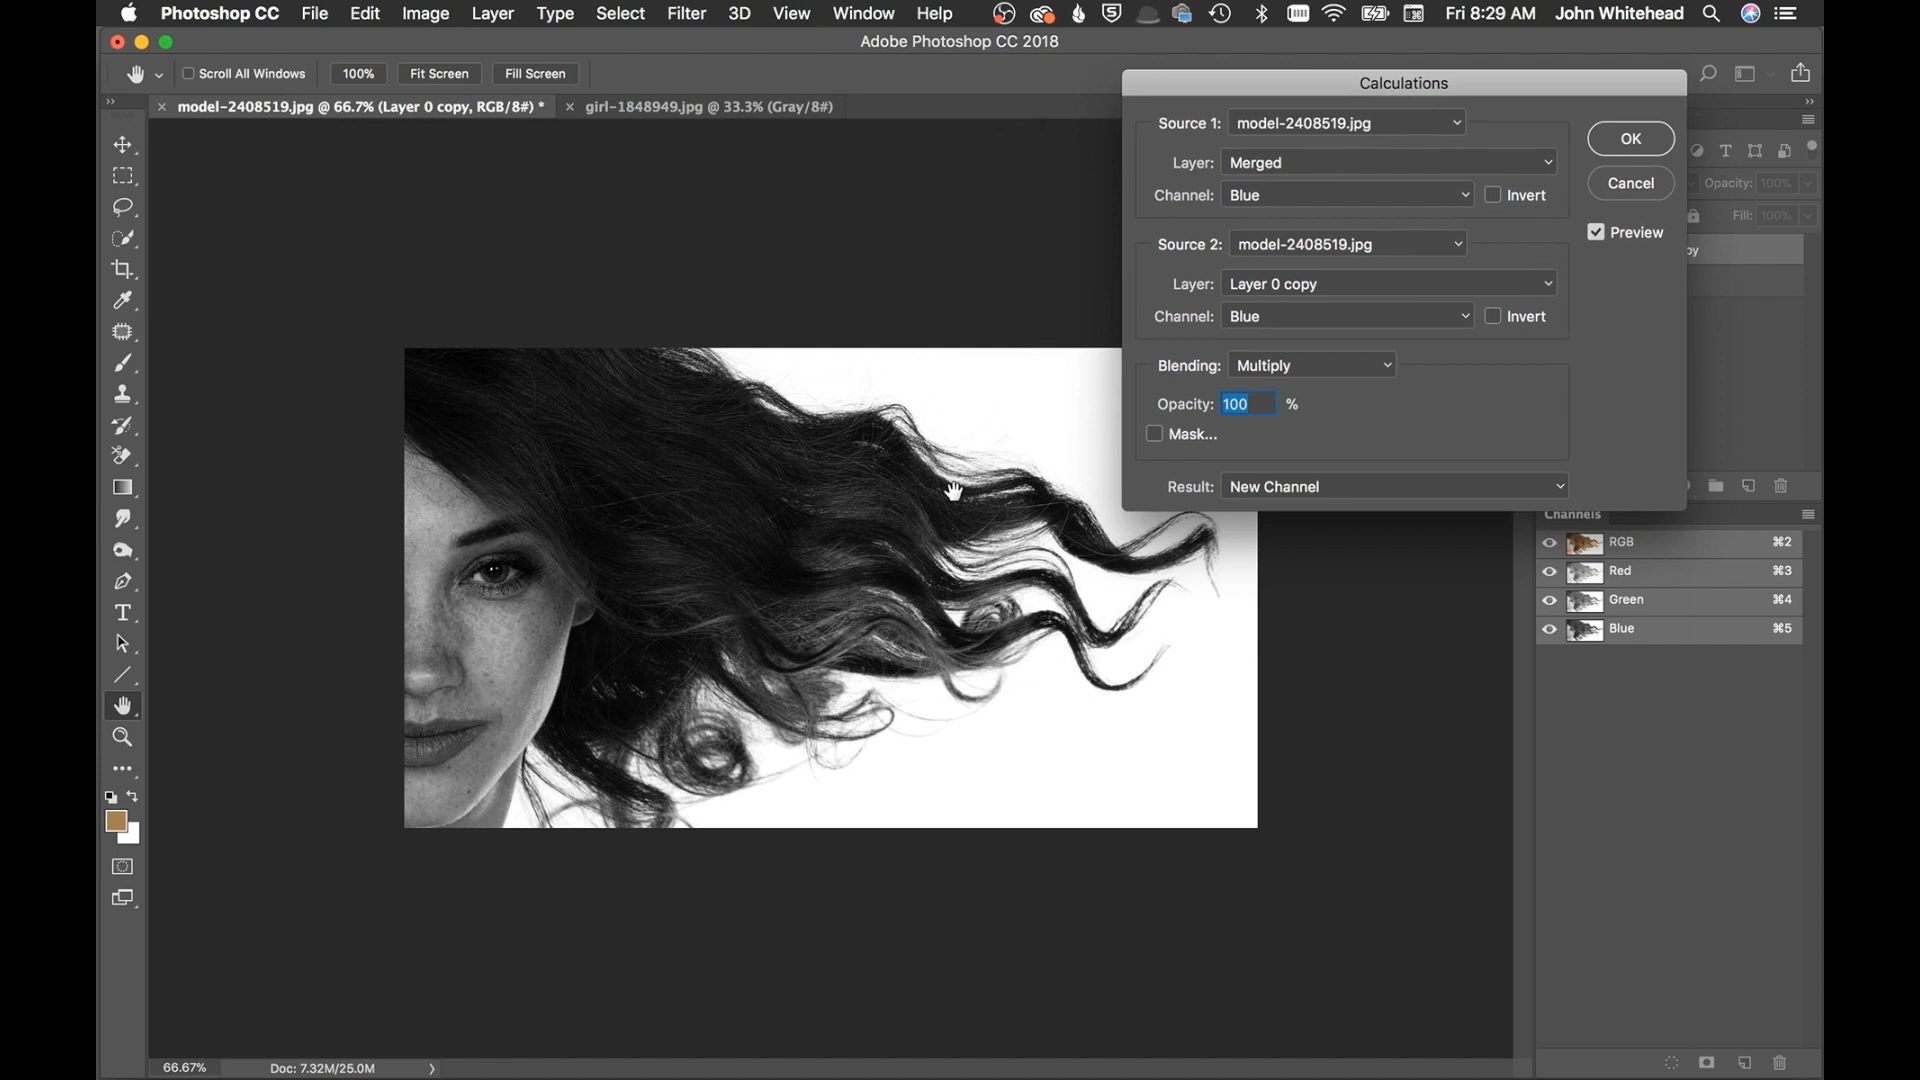 Photoshop CC File Edit Image Layer Type Select Filter 3D View Window Help Fri 8:29 AM John Whitehead
Adobe Photoshop CC 2018
Scroll All Windows 100% Fit Screen Fill Screen
model-2408519.jpg @ 66.7% (Layer 0 copy, RGB/8#) * girl-1848949.jpg @ 33.3% (Gray/8#)
Calculations
Source 1: model-2408519.jpg
OK
Layer: Merged
Cancel
Channel: Blue Invert
Preview
Source 2: model-2408519.jpg
Layer: Layer 0 copy
Channel: Blue Invert
Blending: Multiply
Opacity: 100 %
Mask...
Result: New Channel
Opacity: 100%
Fill: 100%
Channels
RGB ⌘2
Red ⌘3
Green ⌘4
Blue ⌘5
66.67% Doc: 7.32M/25.0M